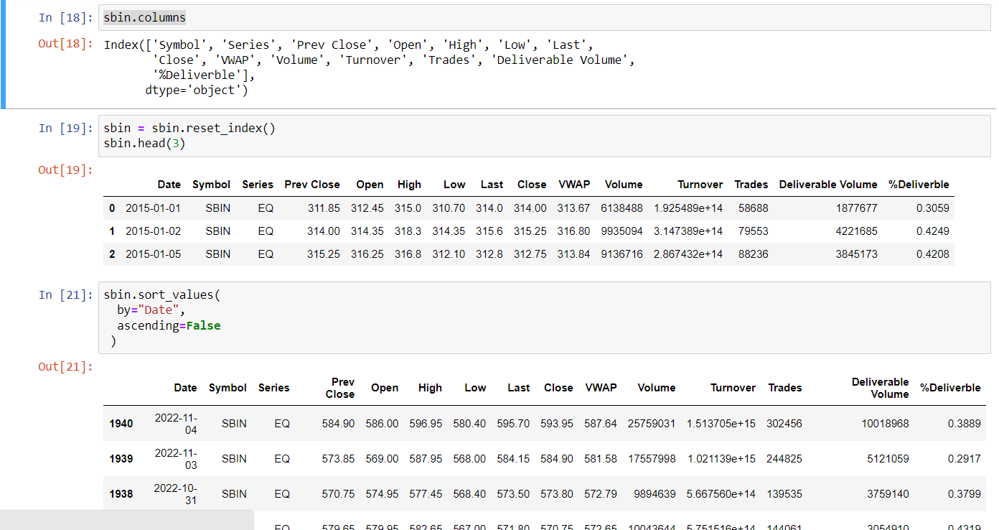 In [18]: sbin.columns
Out[18]: Index(['Symbol', 'Series', 'Prev Close', 'Open', 'High', 'Low', 'Last',
'Close', 'VWAP', 'Volume', 'Turnover', 'Trades', 'Deliverable Volume',
'%Deliverble'],
dtype='object')
In [19]: sbin = sbin.reset_index()
sbin.head(3)
Out[19]:
Date Symbol Series Prev Close Open High Low Last Close VWAP Volume Turnover Trades Deliverable Volume %Deliverble
0 2015-01-01 SBIN EQ 311.85 312.45 315.0 310.70 314.0 314.00 313.67 6138488 1.925489e+14 58688 1877677 0.3059
1 2015-01-02 SBIN EQ 314.00 314.35 318.3 314.35 315.6 315.25 316.80 9935094 3.147389e+14 79553 4221685 0.4249
2 2015-01-05 SBIN EQ 315.25 316.25 316.8 312.10 312.8 312.75 313.84 9136716 2.867432e+14 88236 3845173 0.4208
In [21]: sbin.sort_values(
by="Date",
ascending=False
)
Out[21]:
Date Symbol Series Prev Close Open High Low Last Close VWAP Volume Turnover Trades Deliverable Volume %Deliverble
1940 2022-11-04 SBIN EQ 584.90 586.00 596.95 580.40 595.70 593.95 587.64 25759031 1.513705e+15 302456 10018968 0.3889
1939 2022-11-03 SBIN EQ 573.85 569.00 587.95 568.00 584.15 584.90 581.58 17557998 1.021139e+15 244825 5121059 0.2917
1938 2022-10-31 SBIN EQ 570.75 574.95 577.45 568.40 573.50 573.80 572.79 9894639 5.667560e+14 139535 3759140 0.3799
EQ 579.65 579.95 582.65 567.00 571.80 570.75 572.65 10043644 5.751516e+14 144061 3054910 0.4319